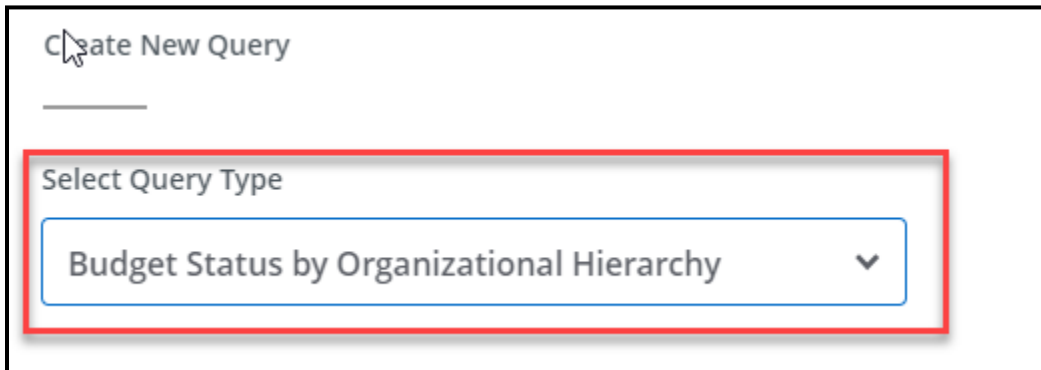 Create New Query
Select Query Type
Budget Status by Organizational Hierarchy